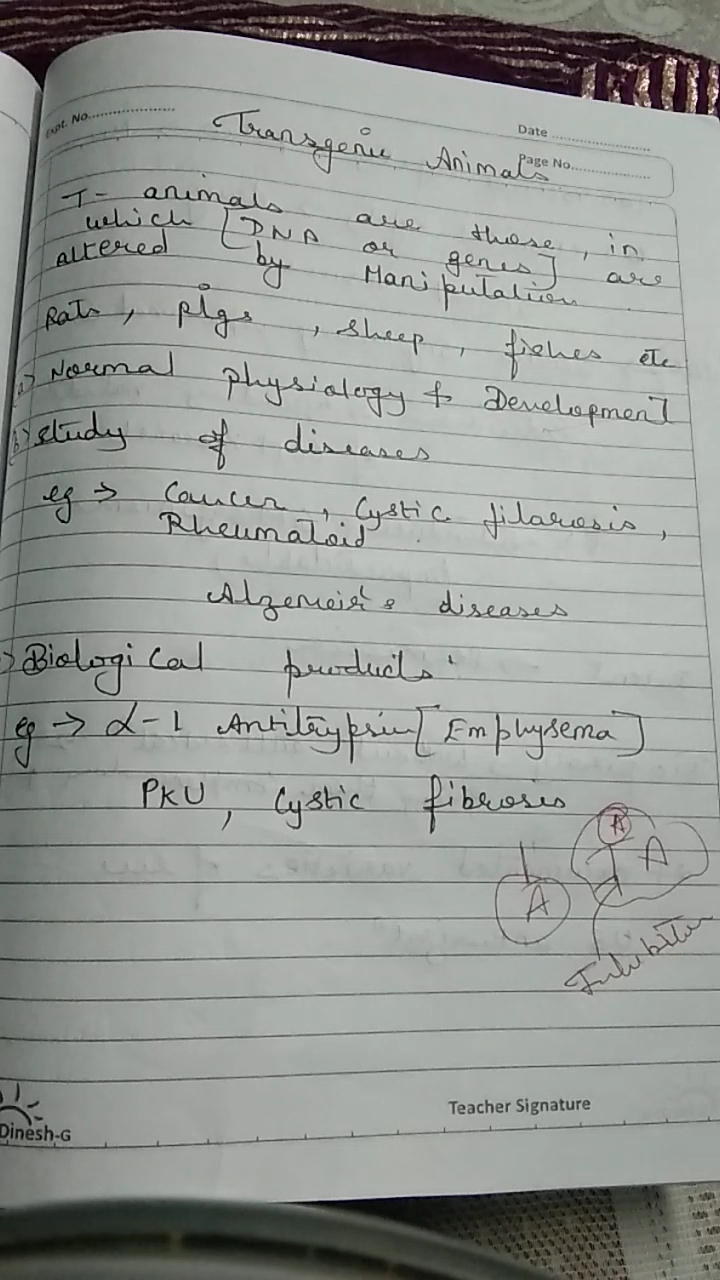 Expt. No.
Date
Page No.
Transgenic Animals
T- animals are those, in
which [DNA or genes] are
altered by Manipulation.
Rats, pigs, sheep, fishes etc
a) Normal physiology & Development
b) Study of diseases
eg → Cancer, Cystic filarosis,
Rheumatoid
Alzemeir's diseases
) Biological products
eg → α-1 Antitrypsin [Emphysema]
PKU, Cystic fibrosis
A
A
A
Inhibitor
Teacher Signature
Dinesh-G